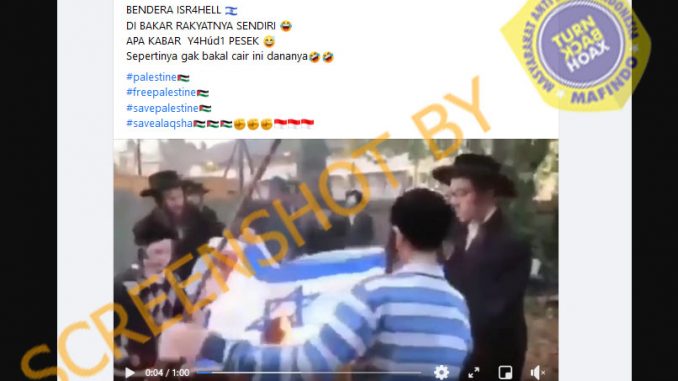 BENDERA ISR4HELL 🇮🇱
DI BAKAR RAKYATNYA SENDIRI 😂
APA KABAR Y4Húd1 PESEK 😅
Sepertinya gak bakal cair ini dananya🤣🤣
#palestine🇵🇸
#freepalestine🇵🇸
#savepalestine🇵🇸
#savealaqsha🇵🇸🇵🇸🇵🇸✊✊✊🇮🇩🇮🇩🇮🇩
MASYARAKAT ANTI FITNAH INDONESIA
TURN
BACK
HOAX
MAFINDO
SCREENSHOT BY
0:04 / 1:00